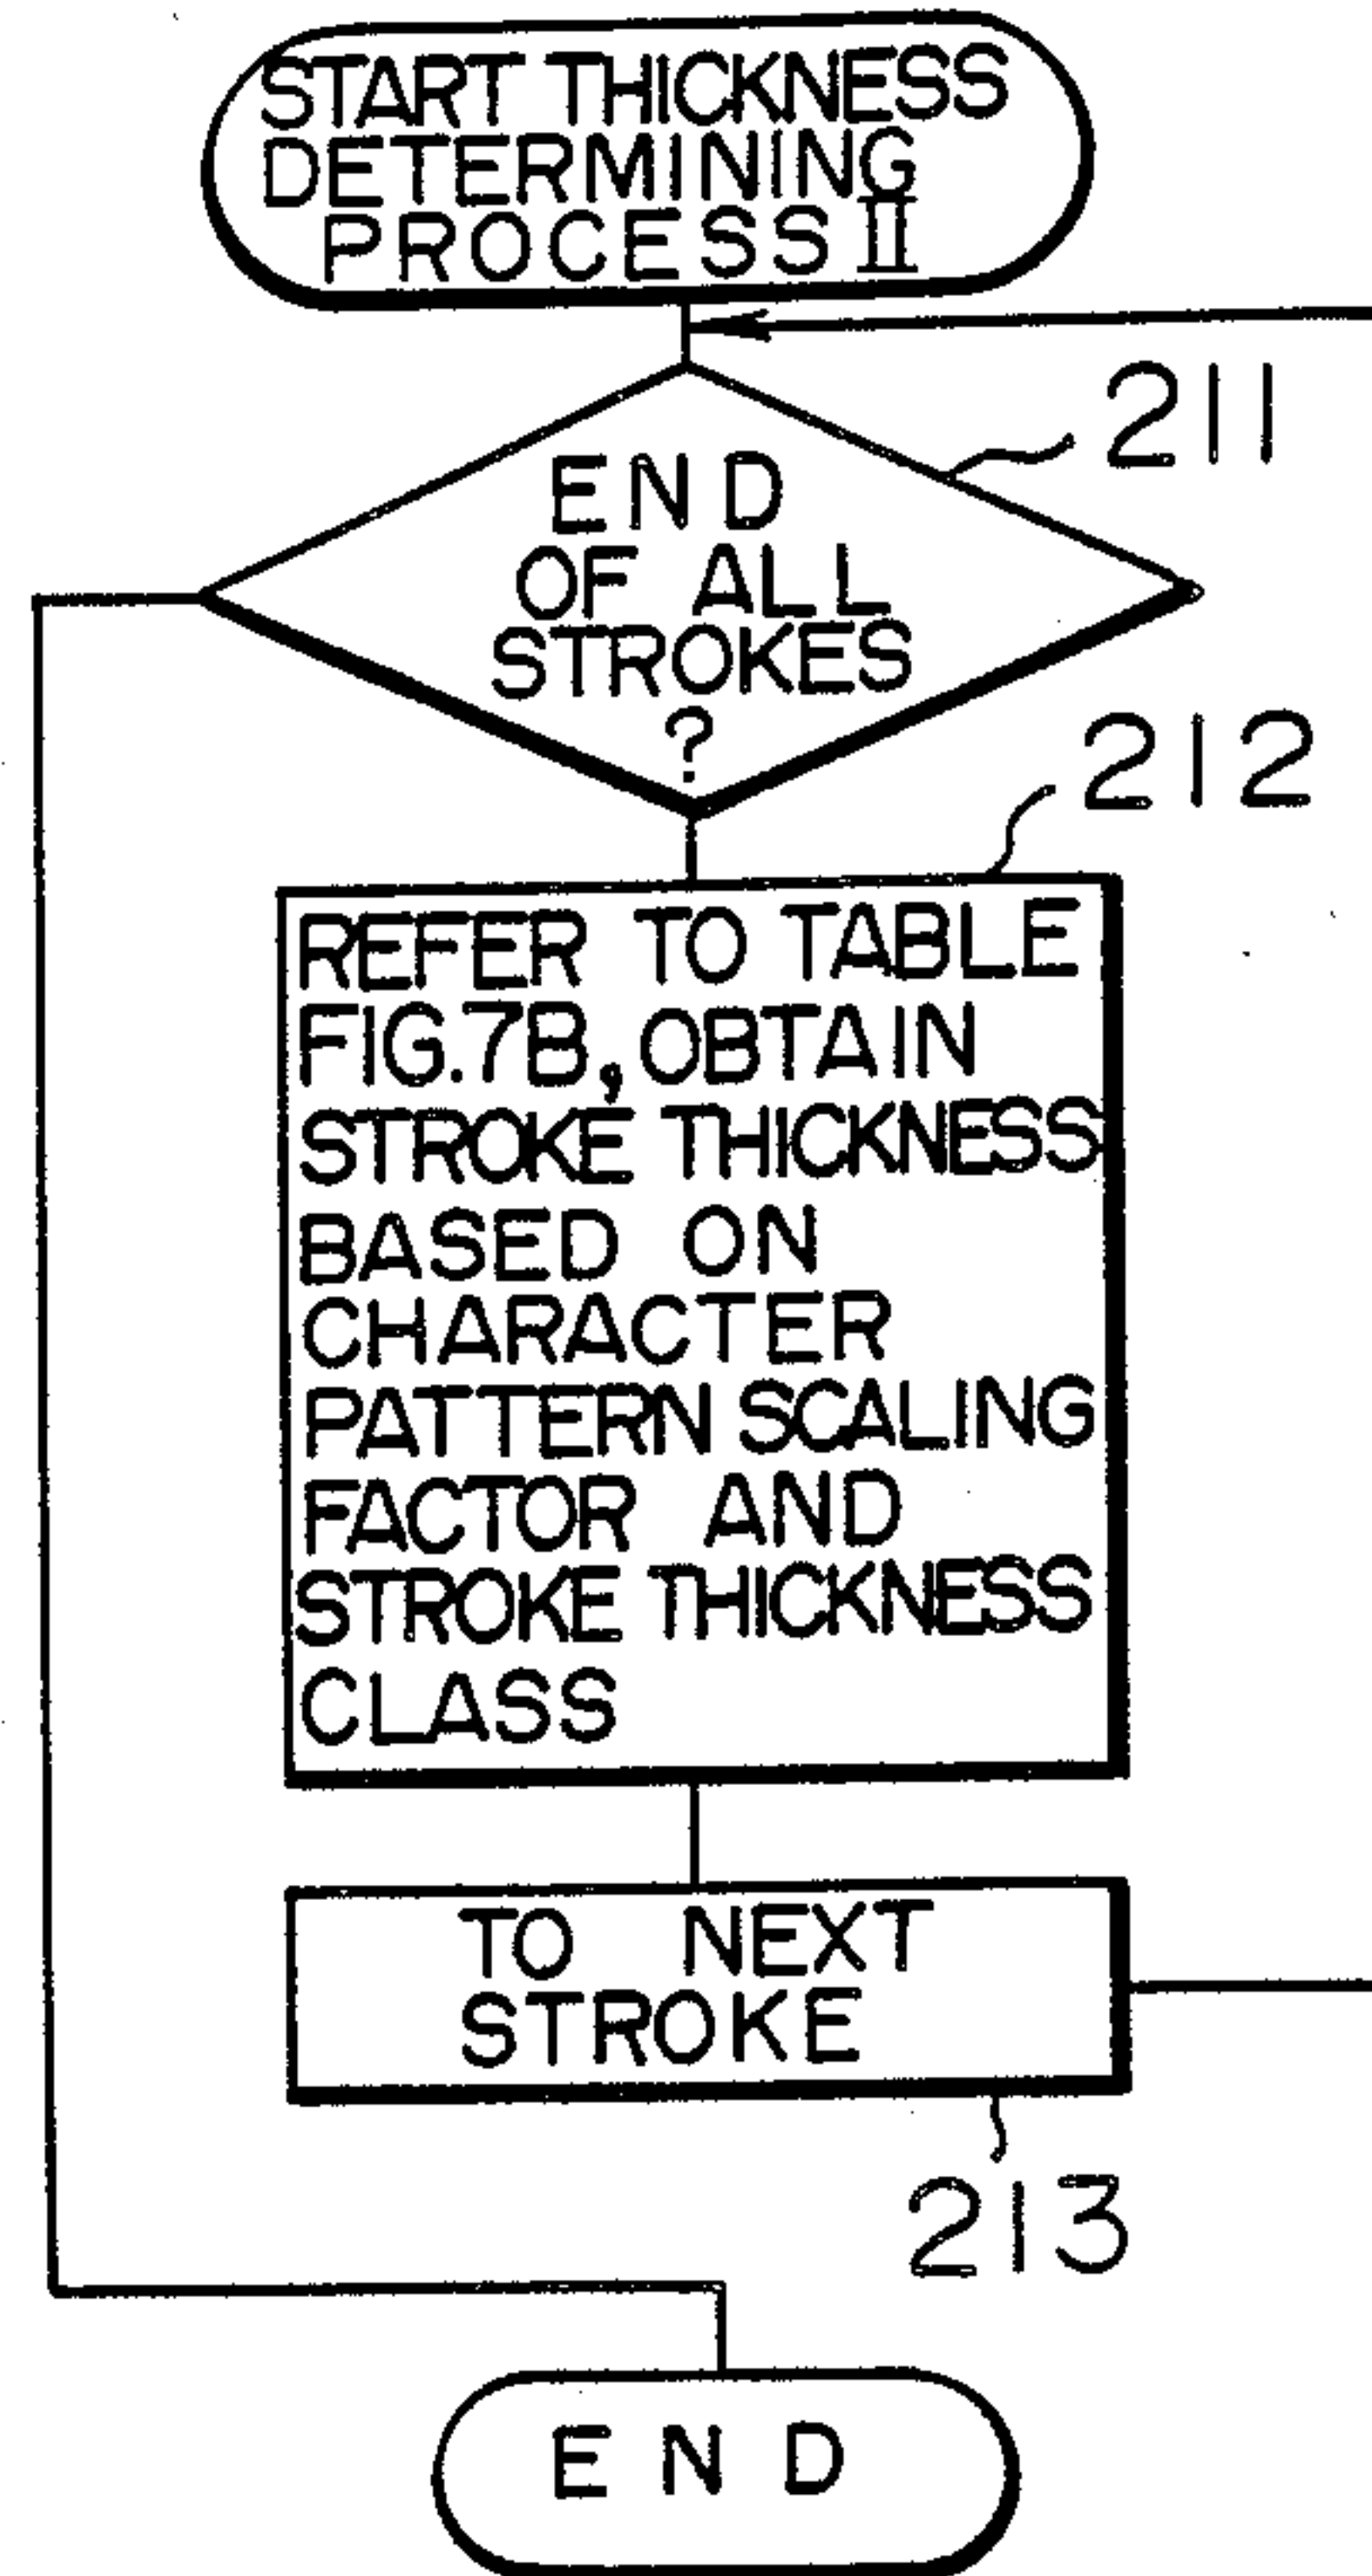 START THICKNESS
DETERMINING
PROCESS II
211
END
OF ALL
STROKES
?
212
REFER TO TABLE
FIG.7B, OBTAIN
STROKE THICKNESS
BASED ON
CHARACTER
PATTERN SCALING
FACTOR AND
STROKE THICKNESS
CLASS
TO NEXT
STROKE
213
END